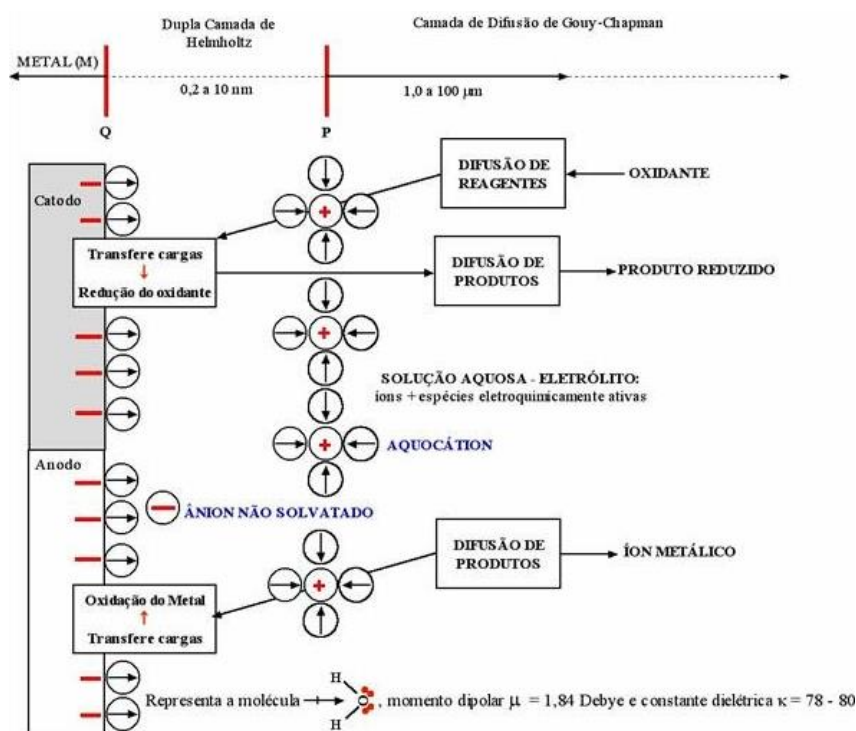 Dupla Camada de
Helmholtz
Camada de Difusão de Gouy-Chapman
METAL (M)
0,2 a 10 nm
1,0 a 100 μm
Q
P
Catodo
DIFUSÃO DE
REAGENTES
OXIDANTE
Transfere cargas
↓
Redução do oxidante
DIFUSÃO DE
PRODUTOS
PRODUTO REDUZIDO
SOLUÇÃO AQUOSA - ELETRÓLITO:
íons + espécies eletroquimicamente ativas
AQUOCÁTION
Anodo
ÂNION NÃO SOLVATADO
DIFUSÃO DE
PRODUTOS
ÍON METÁLICO
Oxidação do Metal
↑
Transfere cargas
H
Representa a molécula O , momento dipolar μ = 1,84 Debye e constante dielétrica κ = 78 - 80
H